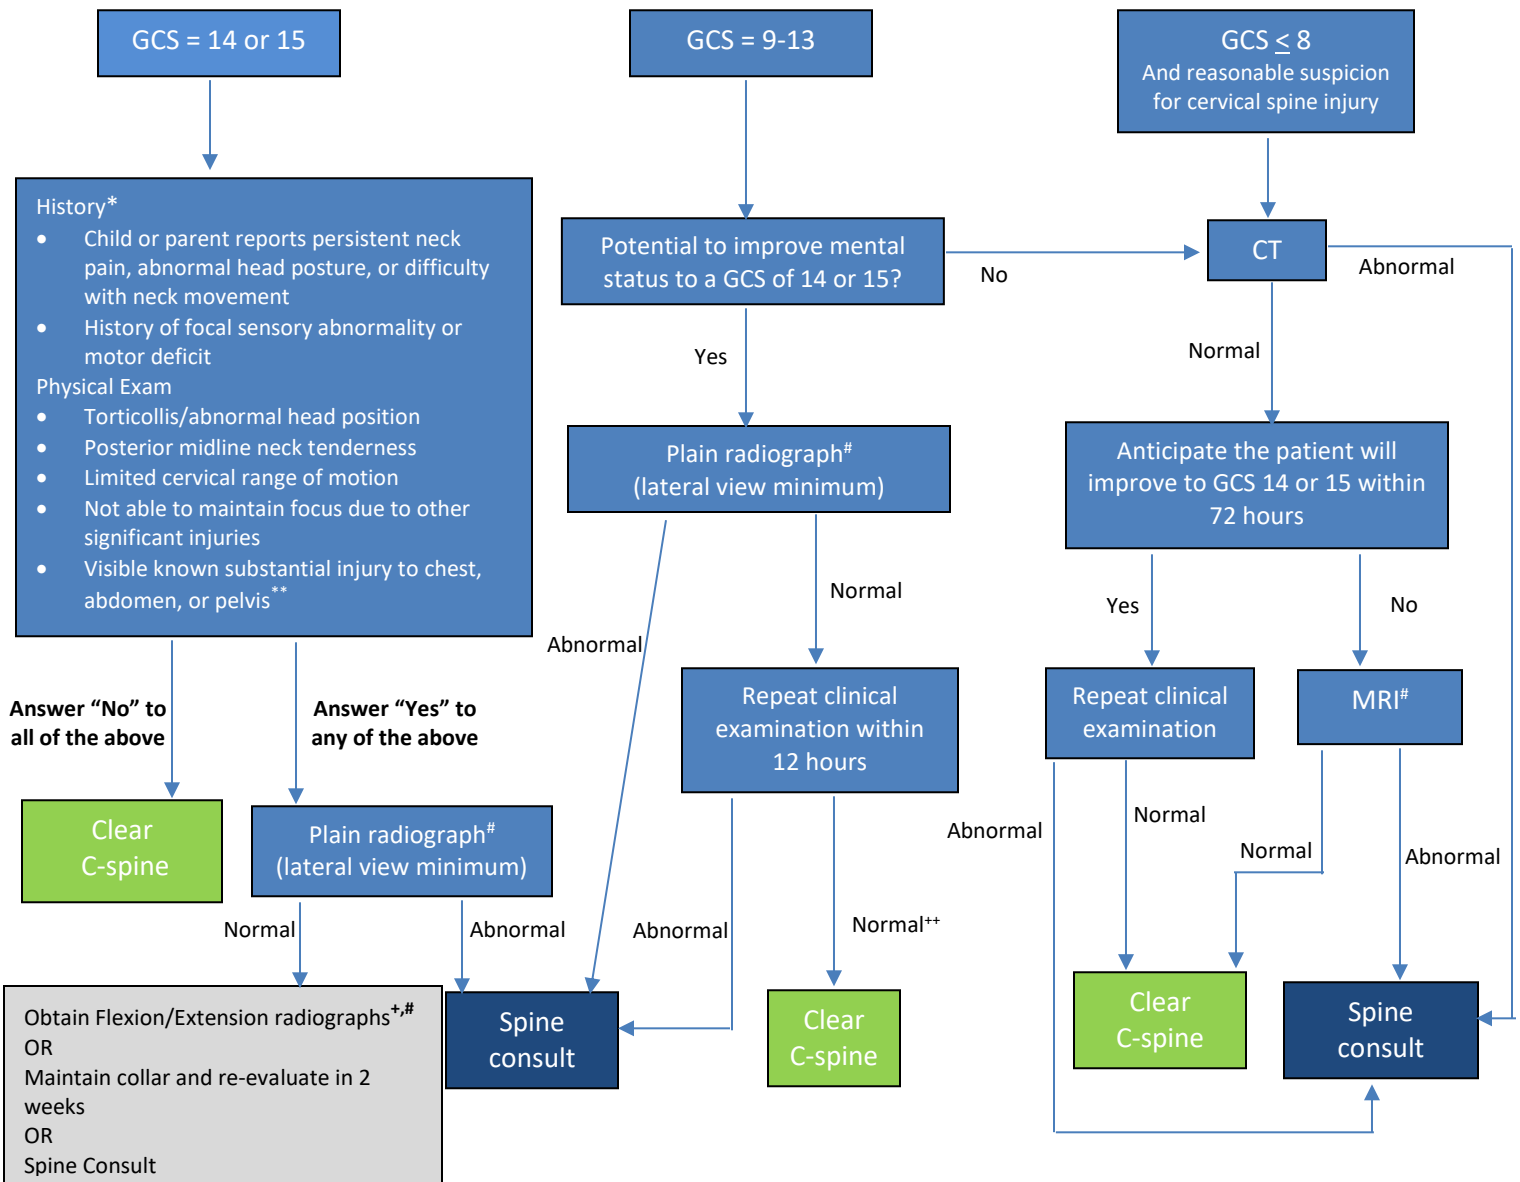 GCS = 14 or 15
GCS = 9-13
GCS ≤ 8
And reasonable suspicion
for cervical spine injury
History*
• Child or parent reports persistent neck
pain, abnormal head posture, or difficulty
with neck movement
• History of focal sensory abnormality or
motor deficit
Physical Exam
• Torticollis/abnormal head position
• Posterior midline neck tenderness
• Limited cervical range of motion
• Not able to maintain focus due to other
significant injuries
• Visible known substantial injury to chest,
abdomen, or pelvis**
Answer “No” to
all of the above
Answer “Yes” to
any of the above
Clear
C-spine
Plain radiograph#
(lateral view minimum)
Normal
Abnormal
Obtain Flexion/Extension radiographs+,#
OR
Maintain collar and re-evaluate in 2
weeks
OR
Spine Consult
Potential to improve mental
status to a GCS of 14 or 15?
No
Yes
Plain radiograph#
(lateral view minimum)
Abnormal
Normal
Repeat clinical
examination within
12 hours
Abnormal
Normal++
Spine
consult
Clear
C-spine
CT
Abnormal
Normal
Anticipate the patient will
improve to GCS 14 or 15 within
72 hours
Yes
No
Repeat clinical
examination
MRI#
Abnormal
Normal
Normal
Abnormal
Clear
C-spine
Spine
consult